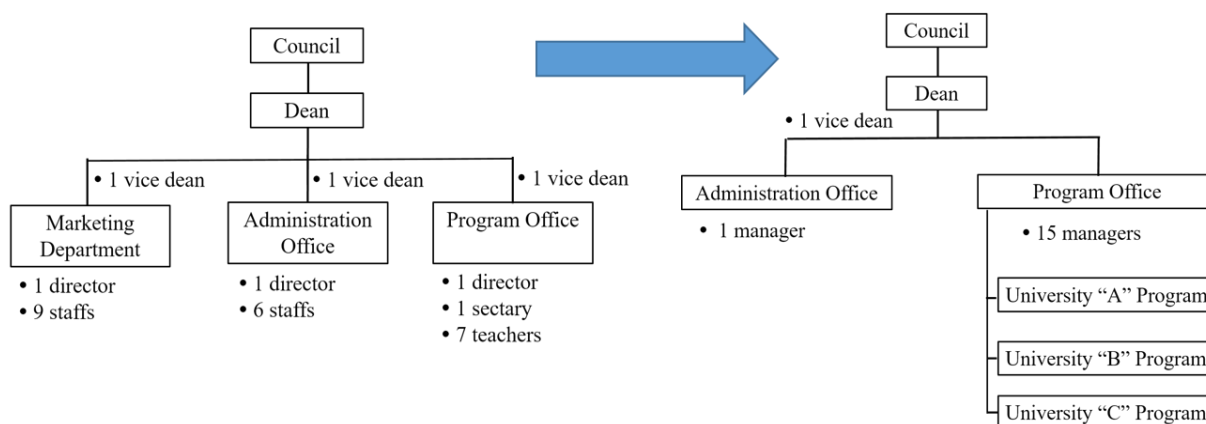 Council
Dean
• 1 vice dean
• 1 vice dean
• 1 vice dean
Marketing
Department
• 1 director
• 9 staffs
Administration
Office
• 1 director
• 6 staffs
Program Office
• 1 director
• 1 sectary
• 7 teachers
Council
Dean
• 1 vice dean
Administration Office
• 1 manager
Program Office
• 15 managers
University “A” Program
University “B” Program
University “C” Program